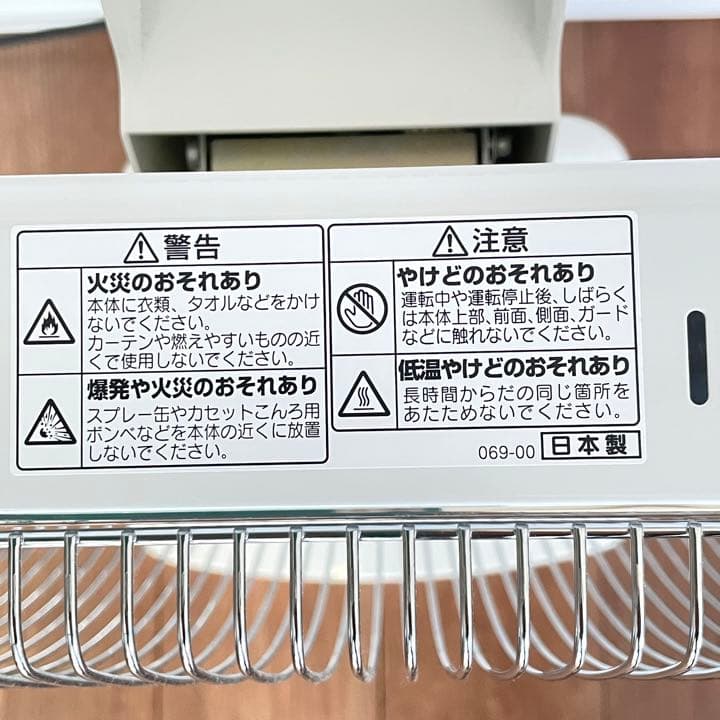 警告
火災のおそれあり
本体に衣類、タオルなどをかけ
ないでください。
カーテンや燃えやすいものの近
くで使用しないでください。
爆発や火災のおそれあり
スプレー缶やカセットこんろ用
ボンベなどを本体の近くに放置
しないでください。
注意
やけどのおそれあり
運転中や運転停止後、しばらく
は本体上部、前面、側面、ガード
などに触れないでください。
低温やけどのおそれあり
長時間からだの同じ箇所を
あたためないでください。
069-00 日本製